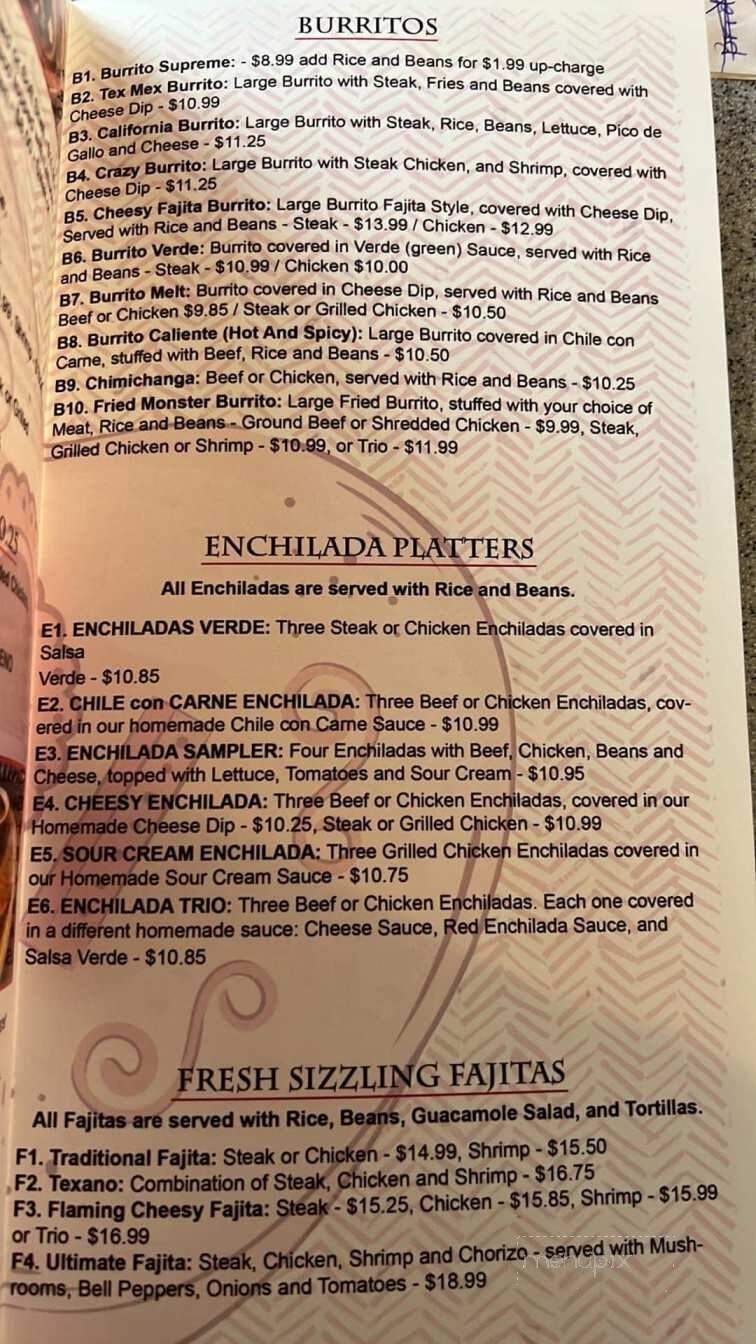 BURRITOS
B1. Burrito Supreme: - $8.99 add Rice and Beans for $1.99 up-charge
B2. Tex Mex Burrito: Large Burrito with Steak, Fries and Beans covered with
Cheese Dip - $10.99
B3. California Burrito: Large Burrito with Steak, Rice, Beans, Lettuce, Pico de
Gallo and Cheese - $11.25
B4. Crazy Burrito: Large Burrito with Steak Chicken, and Shrimp, covered with
Cheese Dip - $11.25
B5. Cheesy Fajita Burrito: Large Burrito Fajita Style, covered with Cheese Dip,
Served with Rice and Beans - Steak - $13.99 / Chicken - $12.99
B6. Burrito Verde: Burrito covered in Verde (green) Sauce, served with Rice
and Beans - Steak - $10.99 / Chicken $10.00
B7. Burrito Melt: Burrito covered in Cheese Dip, served with Rice and Beans
Beef or Chicken $9.85 / Steak or Grilled Chicken - $10.50
B8. Burrito Caliente (Hot And Spicy): Large Burrito covered in Chile con
Carne, stuffed with Beef, Rice and Beans - $10.50
B9. Chimichanga: Beef or Chicken, served with Rice and Beans - $10.25
B10. Fried Monster Burrito: Large Fried Burrito, stuffed with your choice of
Meat, Rice and Beans - Ground Beef or Shredded Chicken - $9.99, Steak,
Grilled Chicken or Shrimp - $10.99, or Trio - $11.99
ENCHILADA PLATTERS
All Enchiladas are served with Rice and Beans.
E1. ENCHILADAS VERDE: Three Steak or Chicken Enchiladas covered in
Salsa
Verde - $10.85
E2. CHILE con CARNE ENCHILADA: Three Beef or Chicken Enchiladas, cov-
ered in our homemade Chile con Carne Sauce - $10.99
E3. ENCHILADA SAMPLER: Four Enchiladas with Beef, Chicken, Beans and
Cheese, topped with Lettuce, Tomatoes and Sour Cream - $10.95
E4. CHEESY ENCHILADA: Three Beef or Chicken Enchiladas, covered in our
Homemade Cheese Dip - $10.25, Steak or Grilled Chicken - $10.99
E5. SOUR CREAM ENCHILADA: Three Grilled Chicken Enchiladas covered in
our Homemade Sour Cream Sauce - $10.75
E6. ENCHILADA TRIO: Three Beef or Chicken Enchiladas. Each one covered
in a different homemade sauce: Cheese Sauce, Red Enchilada Sauce, and
Salsa Verde - $10.85
FRESH SIZZLING FAJITAS
All Fajitas are served with Rice, Beans, Guacamole Salad, and Tortillas.
F1. Traditional Fajita: Steak or Chicken - $14.99, Shrimp - $15.50
F2. Texano: Combination of Steak, Chicken and Shrimp - $16.75
F3. Flaming Cheesy Fajita: Steak - $15.25, Chicken - $15.85, Shrimp - $15.99
or Trio - $16.99
F4. Ultimate Fajita: Steak, Chicken, Shrimp and Chorizo - served with Mush-
rooms, Bell Peppers, Onions and Tomatoes - $18.99
menupix